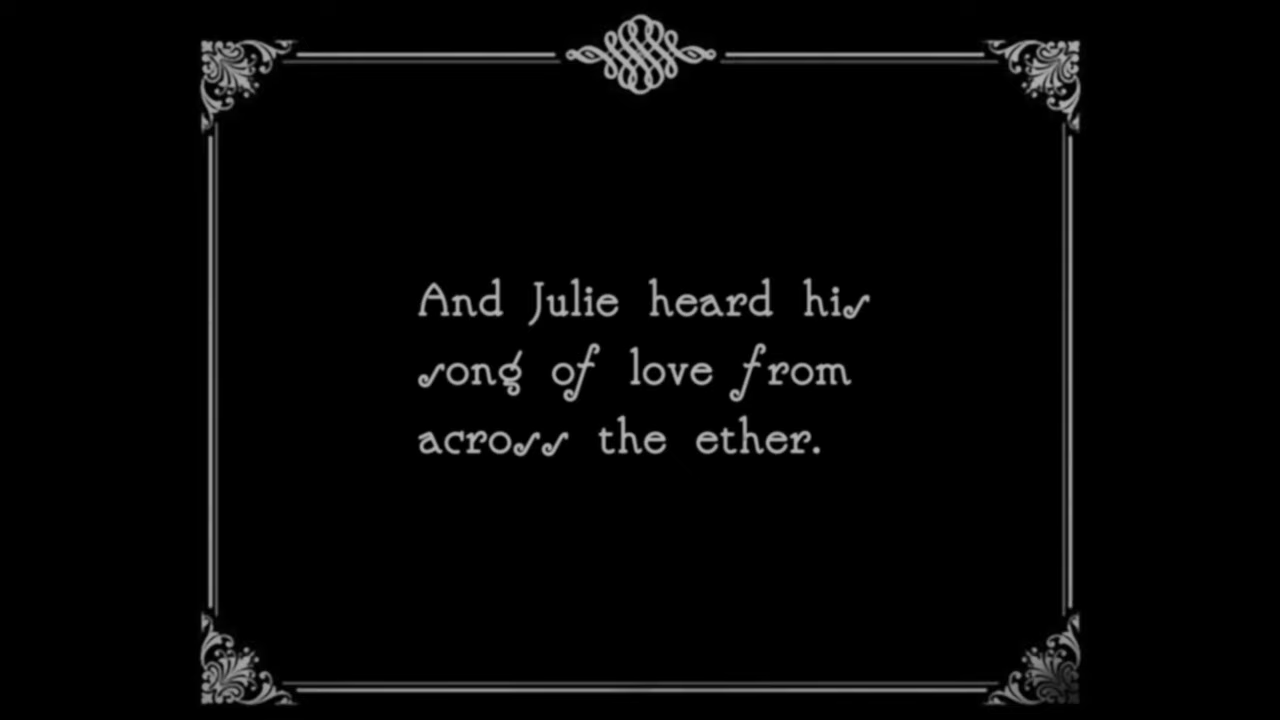 And Julie heard his
song of love from
across the ether.